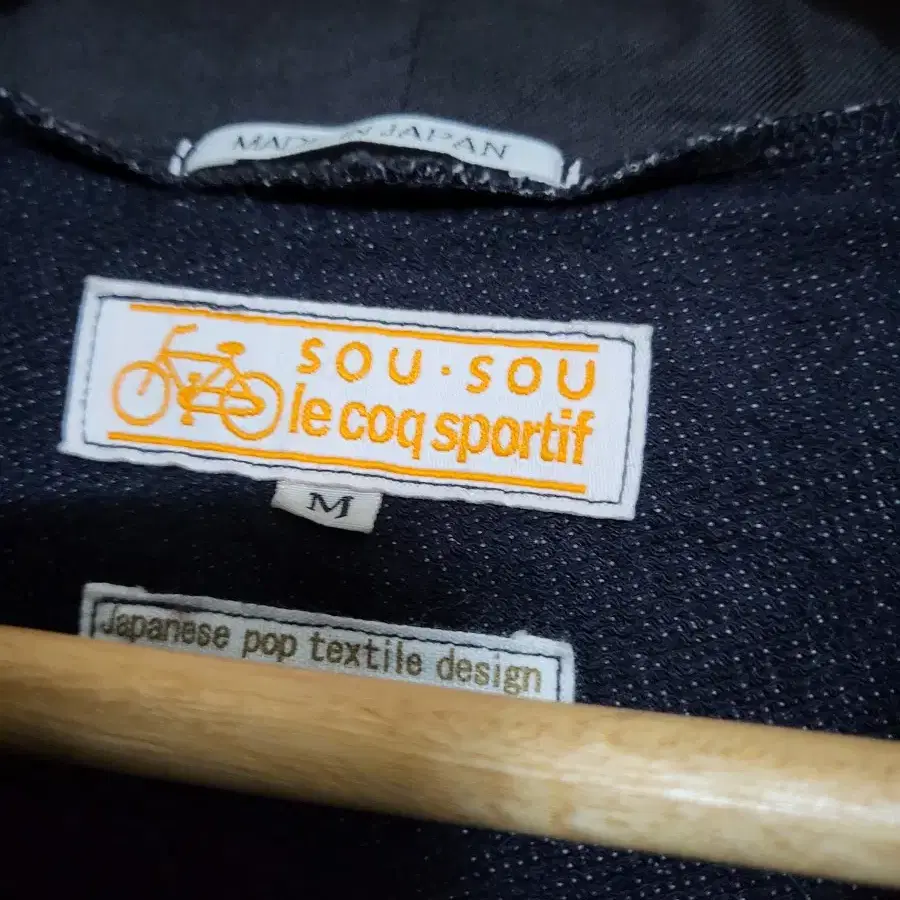 MADE IN JAPAN
SOU・SOU
le coq sportif
M
Japanese pop textile design